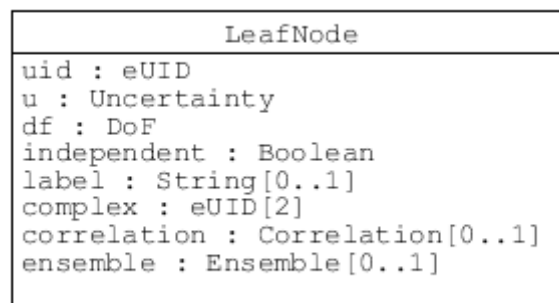 LeafNode
uid : eUID
u : Uncertainty
df : DoF
independent : Boolean
label : String[0..1]
complex : eUID[2]
correlation : Correlation[0..1]
ensemble : Ensemble[0..1]